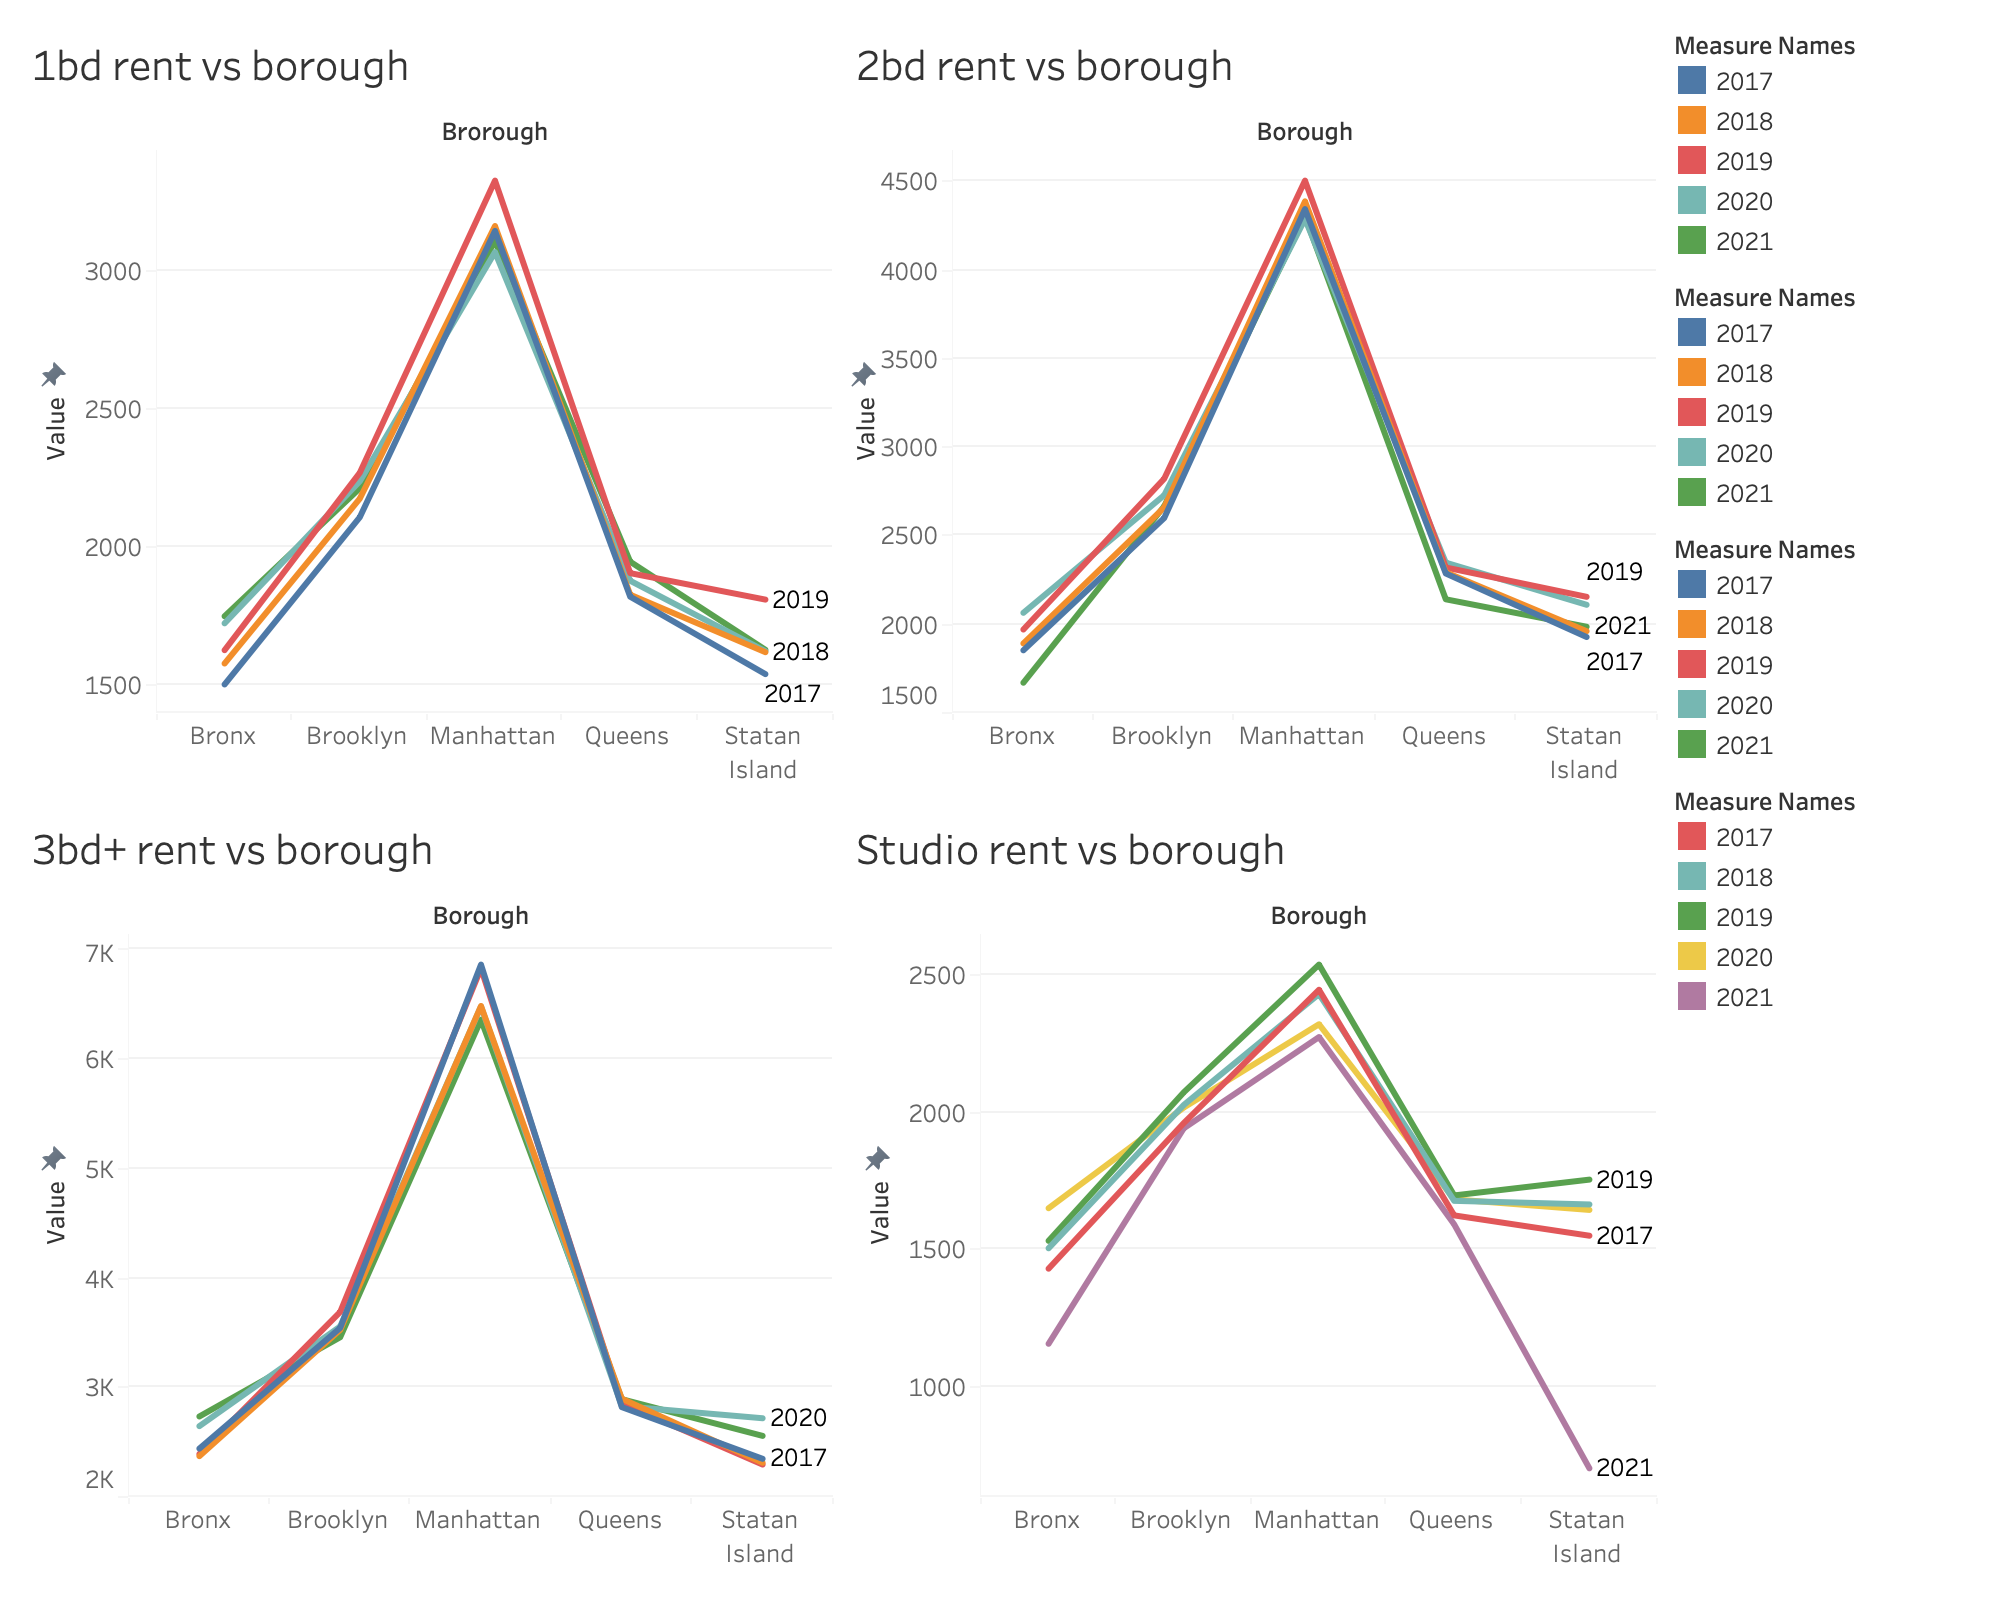 1bd rent vs borough
Brorough
Value
3000
2500
2000
1500
2019
2018
2017
Bronx
Brooklyn
Manhattan
Queens
Statan
Island
2bd rent vs borough
Borough
Value
4500
4000
3500
3000
2500
2000
1500
2019
2021
2017
Bronx
Brooklyn
Manhattan
Queens
Statan
Island
3bd+ rent vs borough
Borough
Value
7K
6K
5K
4K
3K
2K
2020
2017
Bronx
Brooklyn
Manhattan
Queens
Statan
Island
Studio rent vs borough
Borough
Value
2500
2000
1500
1000
2019
2017
2021
Bronx
Brooklyn
Manhattan
Queens
Statan
Island
Measure Names
2017
2018
2019
2020
2021
Measure Names
2017
2018
2019
2020
2021
Measure Names
2017
2018
2019
2020
2021
Measure Names
2017
2018
2019
2020
2021